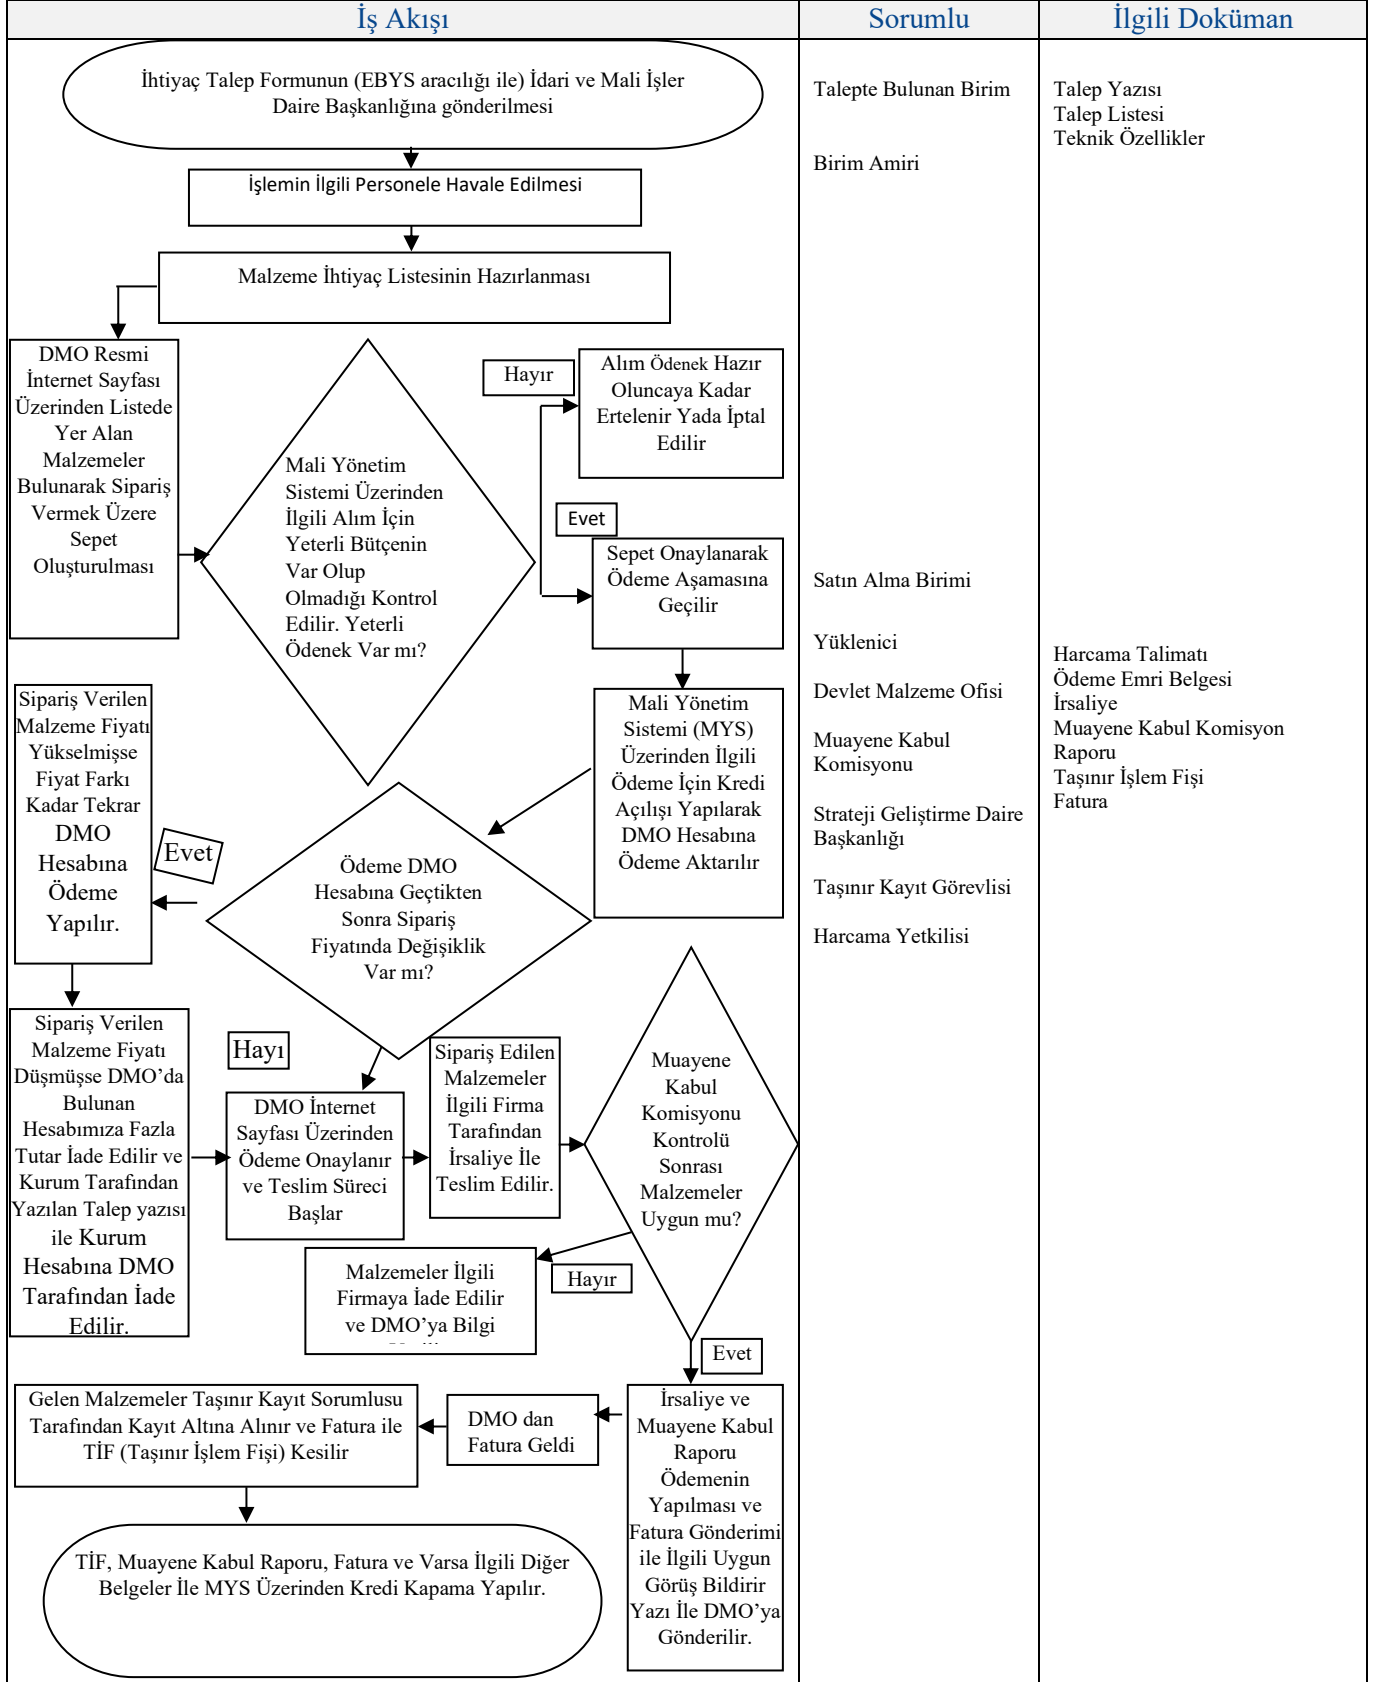 İş Akışı
Sorumlu
İlgili Doküman
İhtiyaç Talep Formunun (EBYS aracılığı ile) İdari ve Mali İşler
Daire Başkanlığına gönderilmesi
İşlemin İlgili Personele Havale Edilmesi
Malzeme İhtiyaç Listesinin Hazırlanması
DMO Resmi
İnternet Sayfası
Üzerinden Listede
Yer Alan
Malzemeler
Bulunarak Sipariş
Vermek Üzere
Sepet
Oluşturulması
Mali Yönetim
Sistemi Üzerinden
İlgili Alım İçin
Yeterli Bütçenin
Var Olup
Olmadığı Kontrol
Edilir. Yeterli
Ödenek Var mı?
Hayır
Alım Ödenek Hazır
Oluncaya Kadar
Ertelenir Yada İptal
Edilir
Evet
Sepet Onaylanarak
Ödeme Aşamasına
Geçilir
Mali Yönetim
Sistemi (MYS)
Üzerinden İlgili
Ödeme İçin Kredi
Açılışı Yapılarak
DMO Hesabına
Ödeme Aktarılır
Ödeme DMO
Hesabına Geçtikten
Sonra Sipariş
Fiyatında Değişiklik
Var mı?
Evet
Sipariş Verilen
Malzeme Fiyatı
Yükselmişse
Fiyat Farkı
Kadar Tekrar
DMO
Hesabına
Ödeme
Yapılır.
Sipariş Verilen
Malzeme Fiyatı
Düşmüşse DMO’da
Bulunan
Hesabımıza Fazla
Tutar İade Edilir ve
Kurum Tarafından
Yazılan Talep yazısı
ile Kurum
Hesabına DMO
Tarafından İade
Edilir.
Hayı
DMO İnternet
Sayfası Üzerinden
Ödeme Onaylanır
ve Teslim Süreci
Başlar
Sipariş Edilen
Malzemeler
İlgili Firma
Tarafından
İrsaliye İle
Teslim Edilir.
Muayene
Kabul
Komisyonu
Kontrolü
Sonrası
Malzemeler
Uygun mu?
Hayır
Malzemeler İlgili
Firmaya İade Edilir
ve DMO’ya Bilgi
Evet
İrsaliye ve
Muayene Kabul
Raporu
Ödemenin
Yapılması ve
Fatura Gönderimi
ile İlgili Uygun
Görüş Bildirir
Yazı İle DMO’ya
Gönderilir.
DMO dan
Fatura Geldi
Gelen Malzemeler Taşınır Kayıt Sorumlusu
Tarafından Kayıt Altına Alınır ve Fatura ile
TİF (Taşınır İşlem Fişi) Kesilir
TİF, Muayene Kabul Raporu, Fatura ve Varsa İlgili Diğer
Belgeler İle MYS Üzerinden Kredi Kapama Yapılır.
Talepte Bulunan Birim
Birim Amiri
Satın Alma Birimi
Yüklenici
Devlet Malzeme Ofisi
Muayene Kabul
Komisyonu
Strateji Geliştirme Daire
Başkanlığı
Taşınır Kayıt Görevlisi
Harcama Yetkilisi
Talep Yazısı
Talep Listesi
Teknik Özellikler
Harcama Talimatı
Ödeme Emri Belgesi
İrsaliye
Muayene Kabul Komisyon
Raporu
Taşınır İşlem Fişi
Fatura